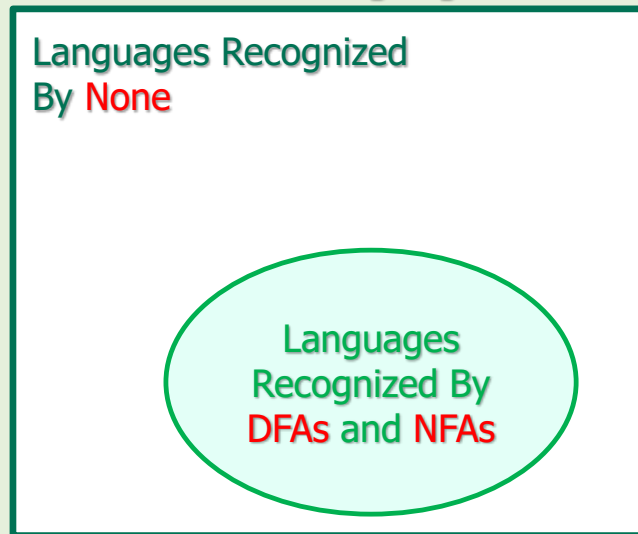 Languages Recognized
By None
Languages
Recognized By
DFAs and NFAs